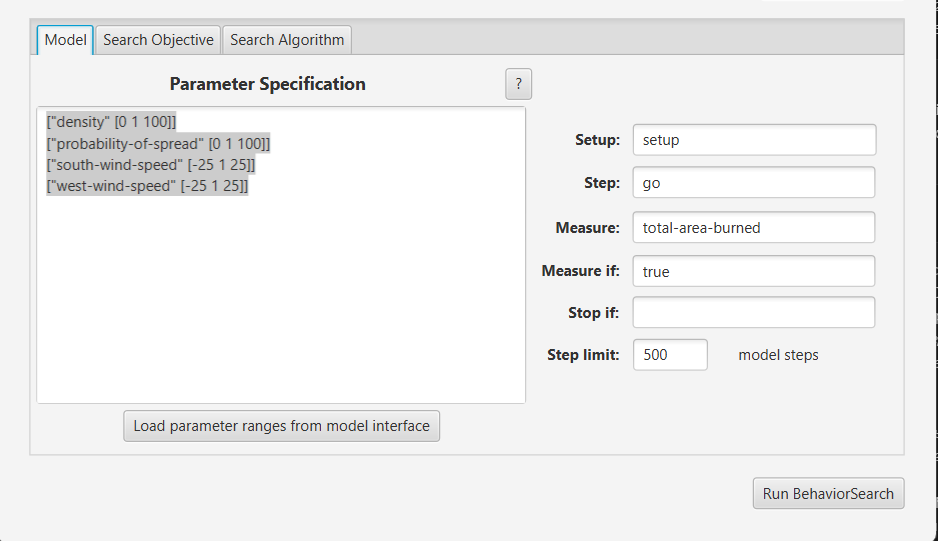 Model Search Objective Search Algorithm
Parameter Specification ?
["density" [0 1 100]]
["probability-of-spread" [0 1 100]]
["south-wind-speed" [-25 1 25]]
["west-wind-speed" [-25 1 25]]
Load parameter ranges from model interface
Setup: setup
Step: go
Measure: total-area-burned
Measure if: true
Stop if:
Step limit: 500 model steps
Run BehaviorSearch